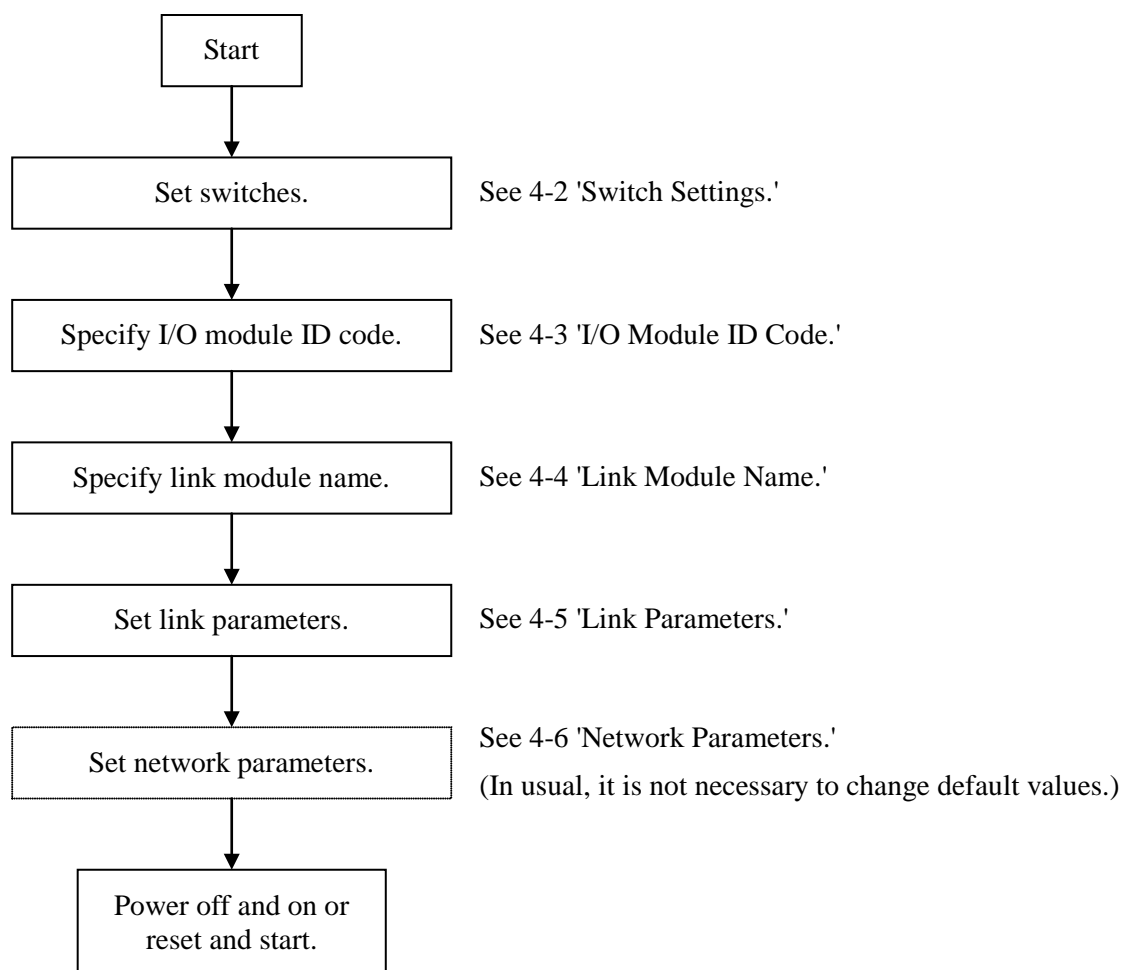 Start
Set switches.
See 4-2 'Switch Settings.'
Specify I/O module ID code.
See 4-3 'I/O Module ID Code.'
Specify link module name.
See 4-4 'Link Module Name.'
Set link parameters.
See 4-5 'Link Parameters.'
Set network parameters.
See 4-6 'Network Parameters.'
(In usual, it is not necessary to change default values.)
Power off and on or
reset and start.